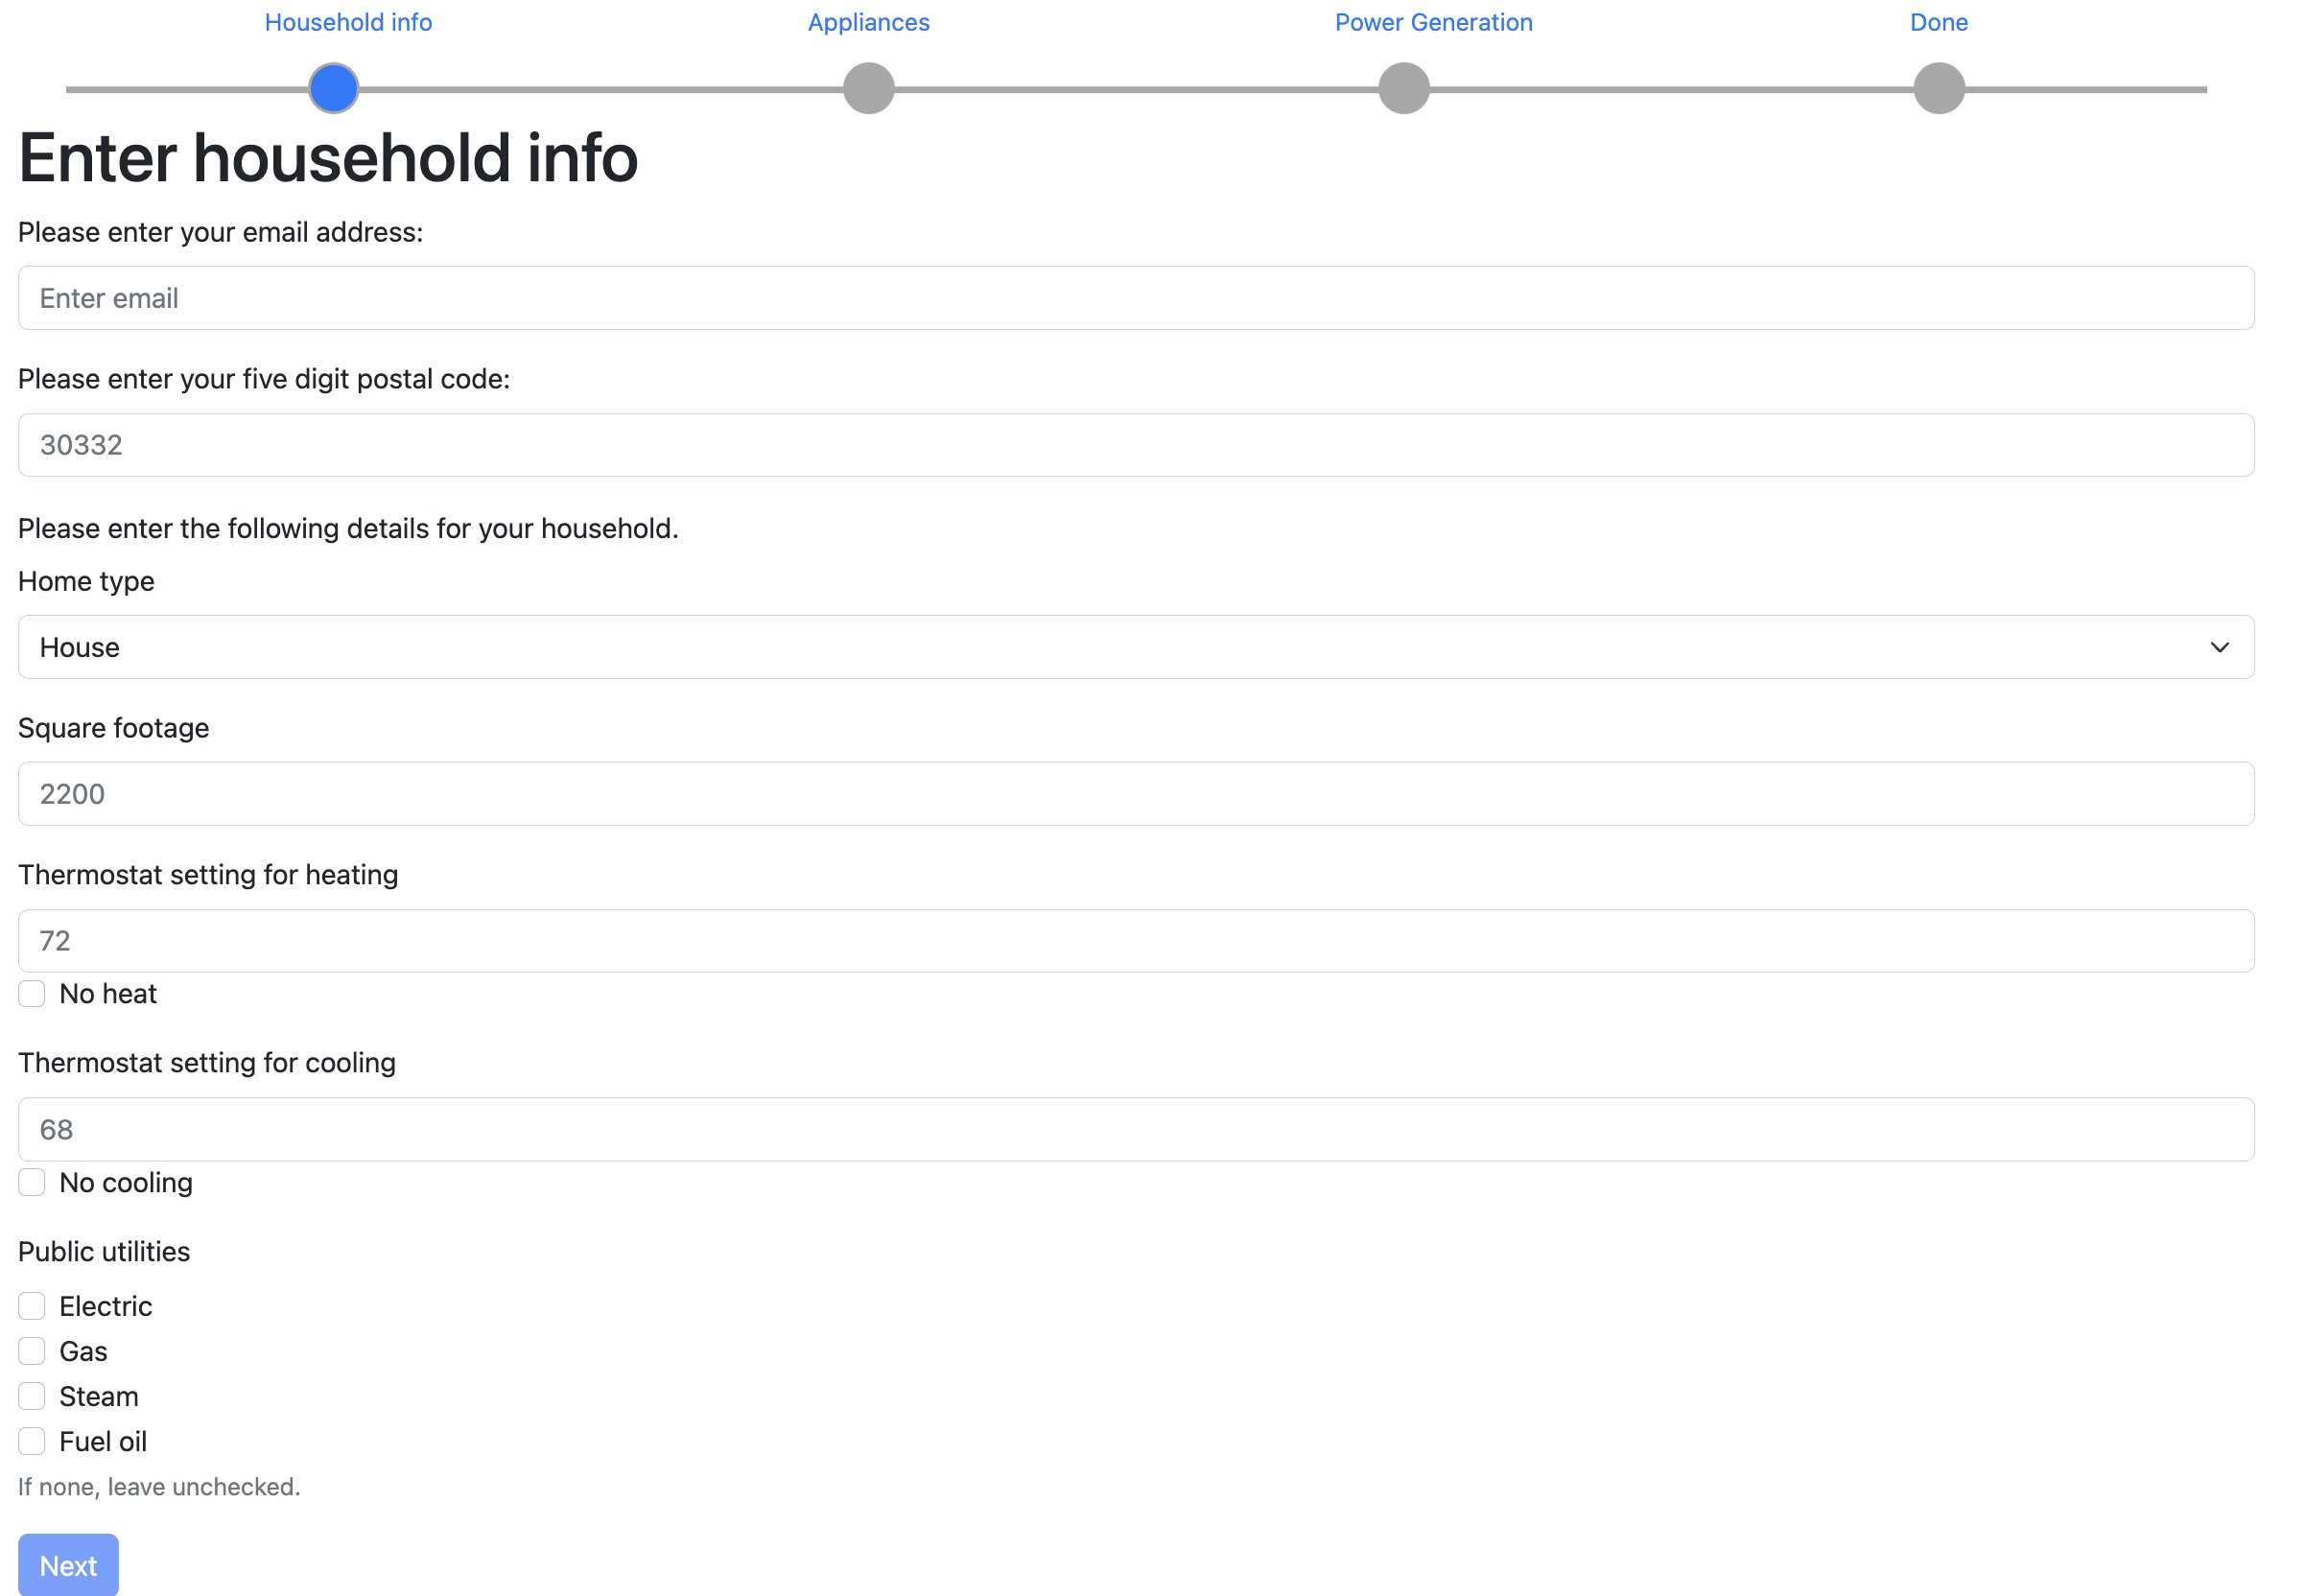 Household info
Appliances
Power Generation
Done
Enter household info
Please enter your email address:
Enter email
Please enter your five digit postal code:
30332
Please enter the following details for your household.
Home type
House
Square footage
2200
Thermostat setting for heating
72
No heat
Thermostat setting for cooling
68
No cooling
Public utilities
Electric
Gas
Steam
Fuel oil
If none, leave unchecked.
Next